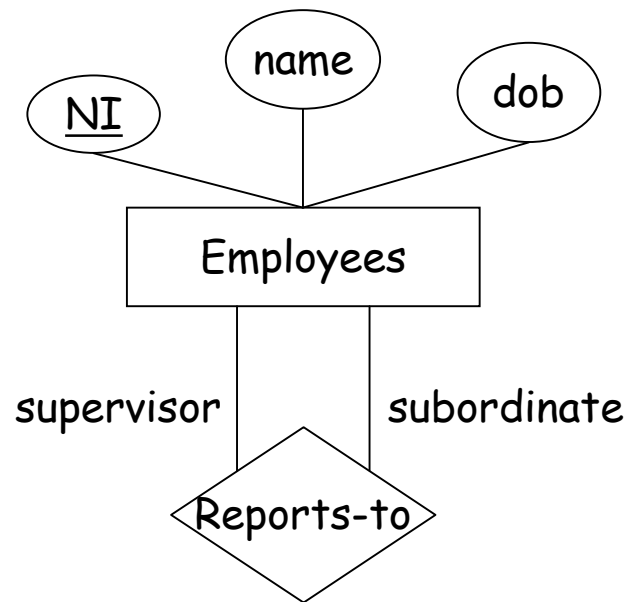 name
dob
NI
Employees
supervisor
subordinate
Reports-to